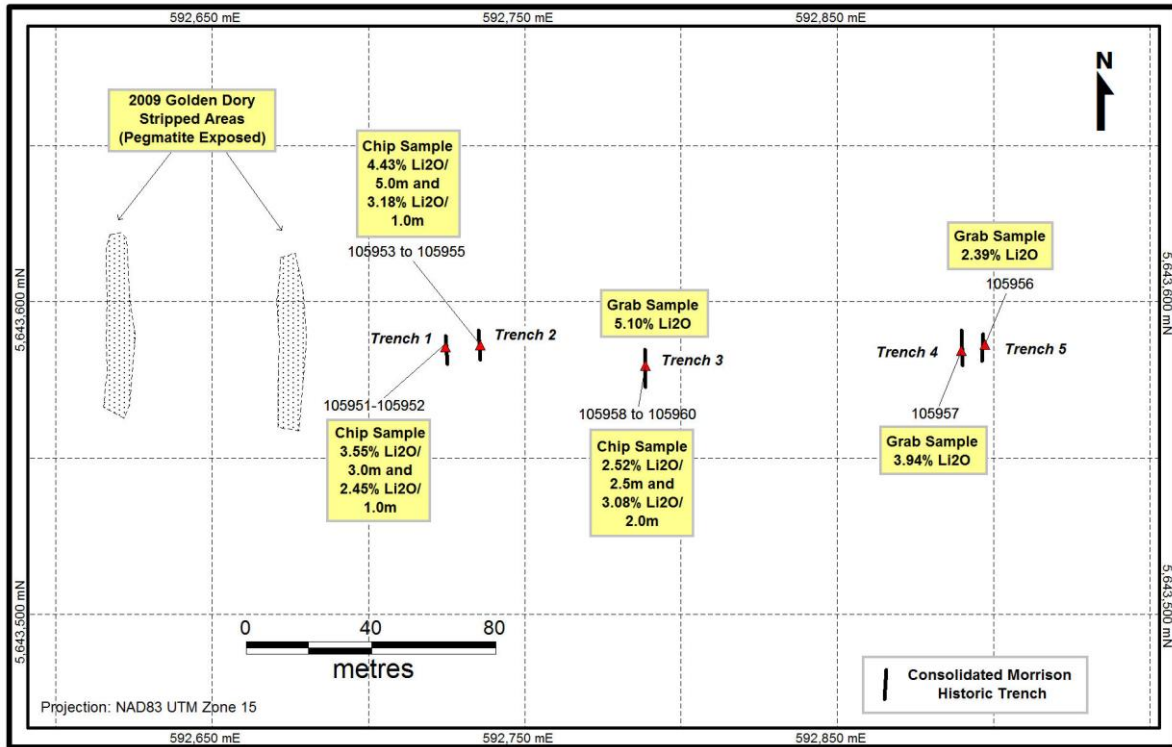 592,650 mE
592,750 mE
592,850 mE
N
2009 Golden Dory
Stripped Areas
(Pegmatite Exposed)
Chip Sample
4.43% Li2O/
5.0m and
3.18% Li2O/
1.0m
105953 to 105955
Grab Sample
2.39% Li2O
105956
5,643,600 mN
5,643,600 mN
Grab Sample
5.10% Li2O
Trench 1
Trench 2
Trench 3
Trench 4
Trench 5
105951-105952
Chip Sample
3.55% Li2O/
3.0m and
2.45% Li2O/
1.0m
105958 to 105960
Chip Sample
2.52% Li2O/
2.5m and
3.08% Li2O/
2.0m
105957
Grab Sample
3.94% Li2O
5,643,500 mN
5,643,500 mN
0 40 80
metres
Consolidated Morrison
Historic Trench
Projection: NAD83 UTM Zone 15
592,650 mE
592,750 mE
592,850 mE